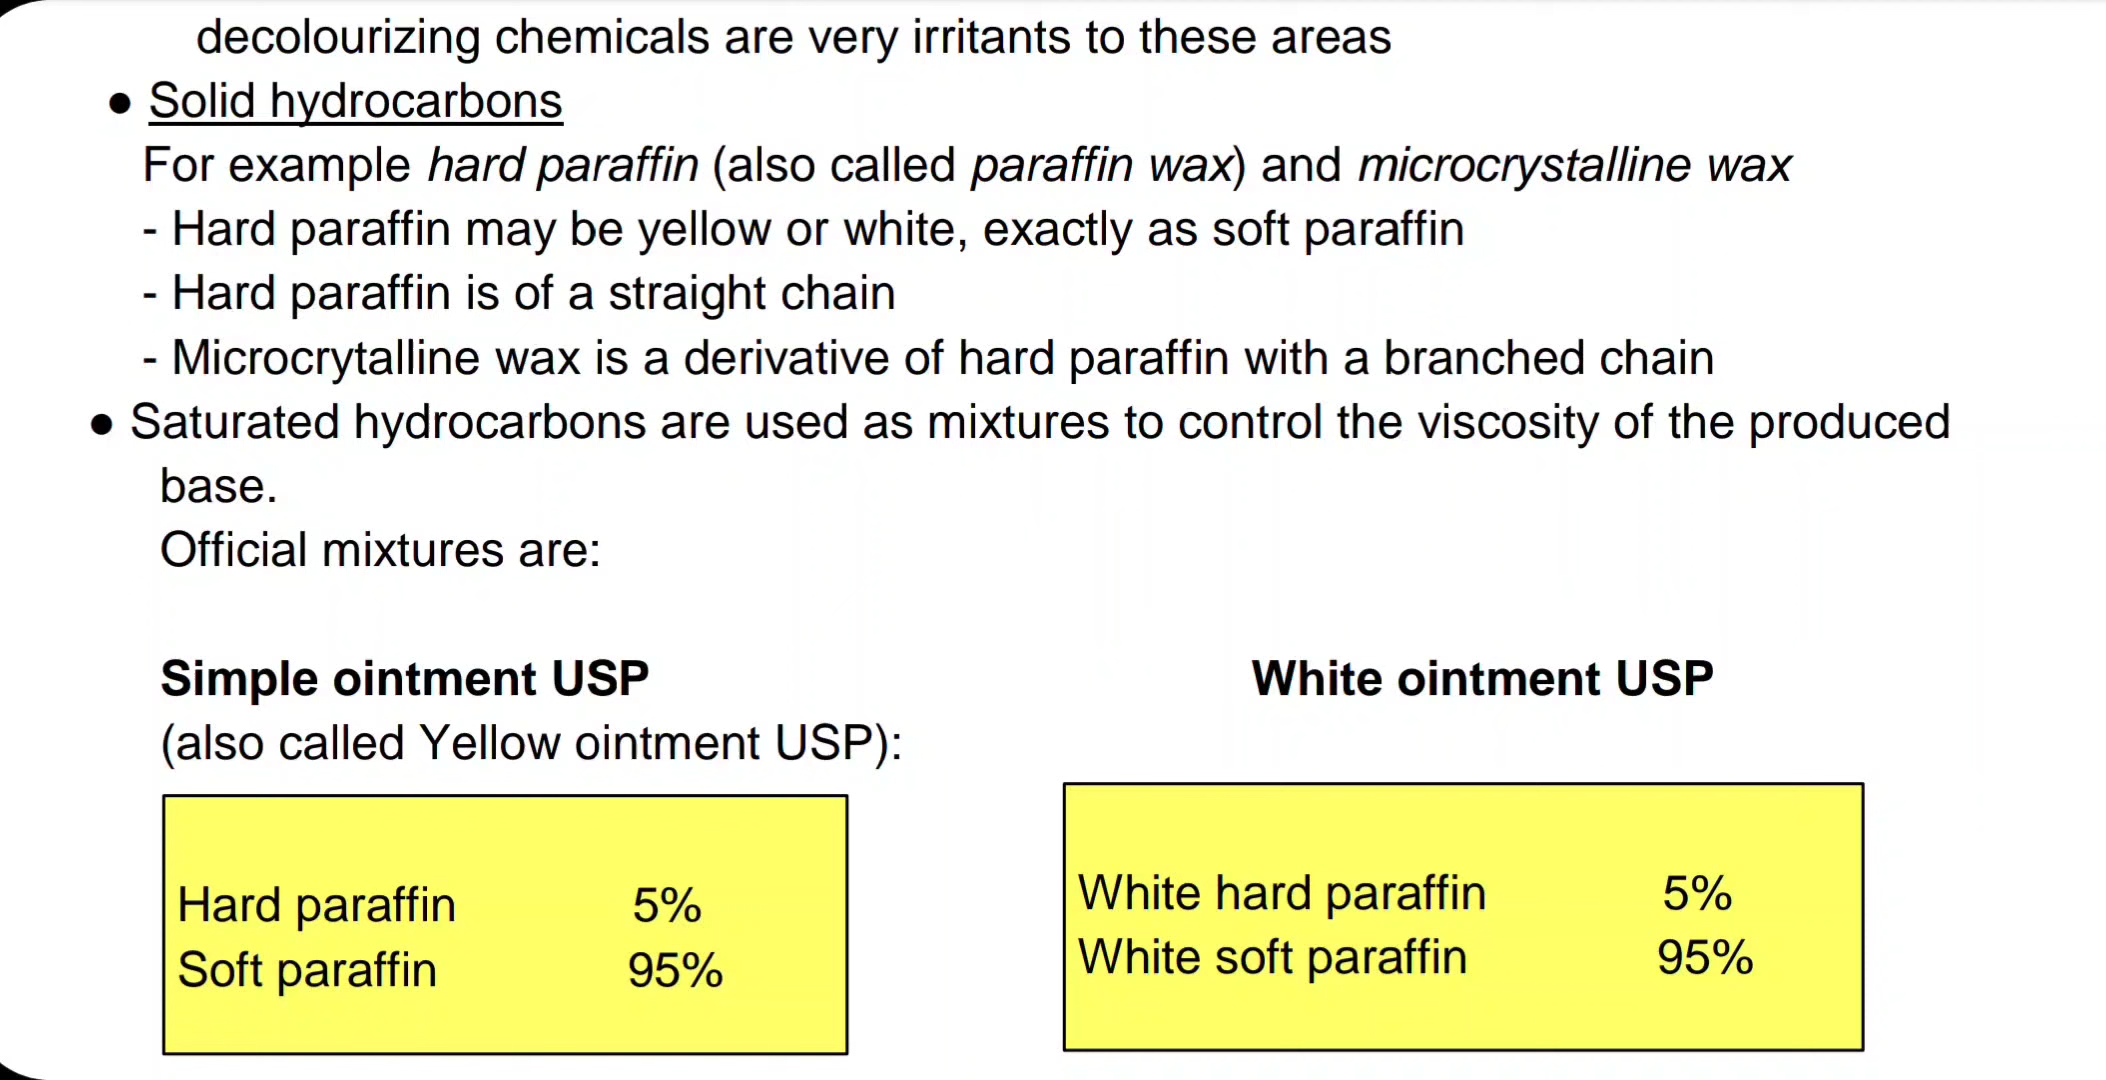 decolourizing chemicals are very irritants to these areas
● Solid hydrocarbons
For example hard paraffin (also called paraffin wax) and microcrystalline wax
- Hard paraffin may be yellow or white, exactly as soft paraffin
- Hard paraffin is of a straight chain
- Microcrytalline wax is a derivative of hard paraffin with a branched chain
● Saturated hydrocarbons are used as mixtures to control the viscosity of the produced
base.
Official mixtures are:
Simple ointment USP
(also called Yellow ointment USP):
Hard paraffin 5%
Soft paraffin 95%
White ointment USP
White hard paraffin 5%
White soft paraffin 95%